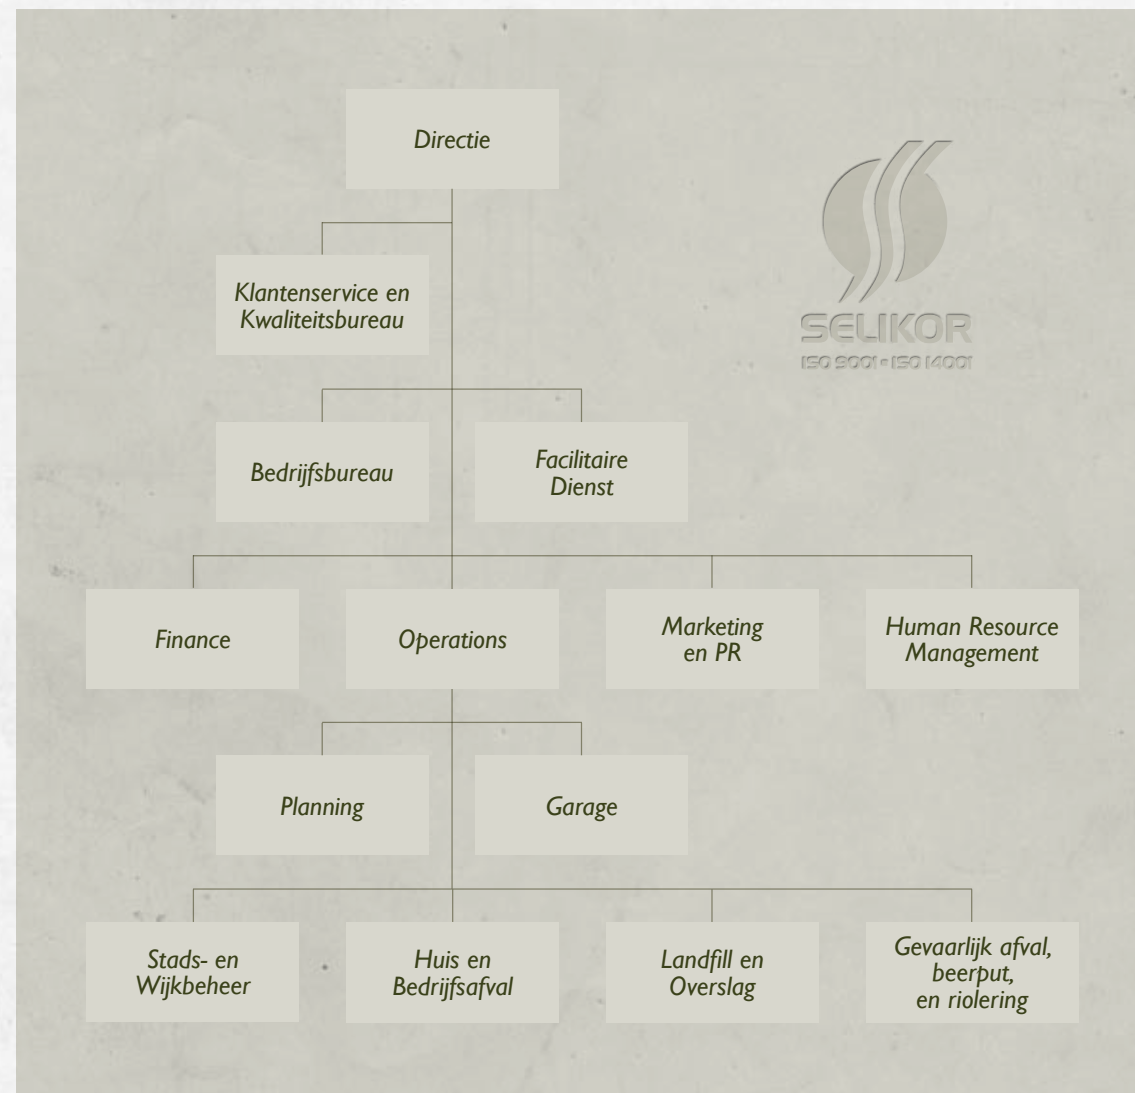 Directie
SELIKOR
ISO 9001 • ISO 14001
Klantenservice en
Kwaliteitsbureau
Bedrijfsbureau
Facilitaire
Dienst
Finance
Operations
Marketing
en PR
Human Resource
Management
Planning
Garage
Stads- en
Wijkbeheer
Huis en
Bedrijfsafval
Landfill en
Overslag
Gevaarlijk afval,
beerput,
en riolering